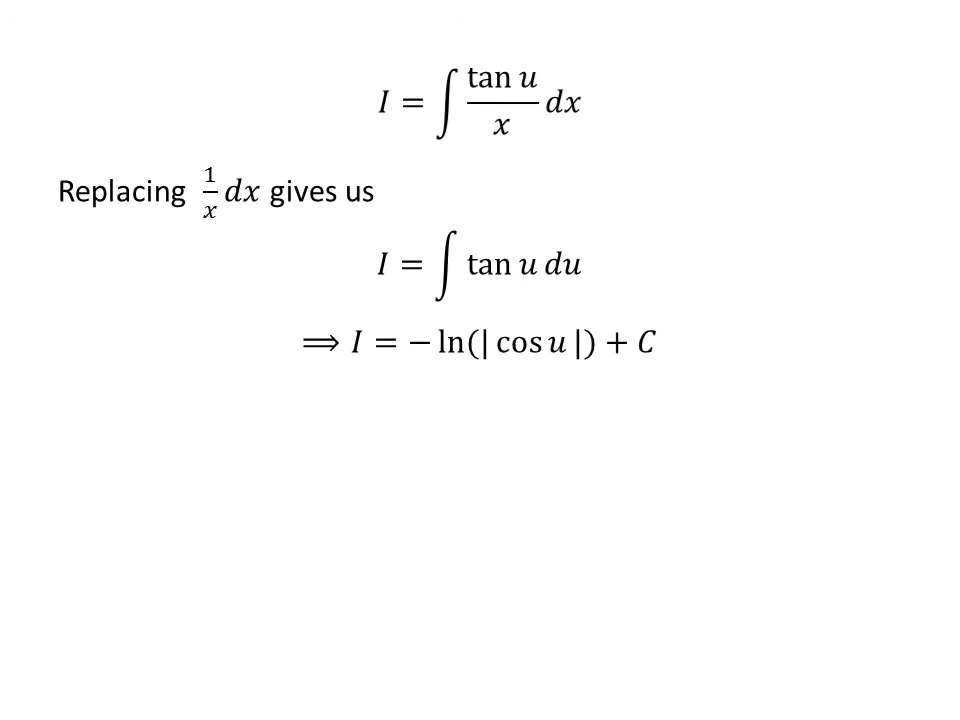 I = ∫ tan u / x dx
Replacing 1/x dx gives us
I = ∫ tan u du
⟹ I = − ln(| cos u |) + C